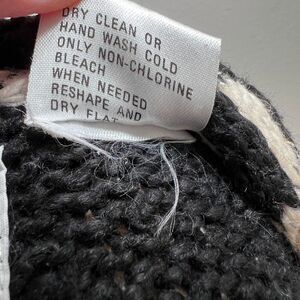 DRY CLEAN OR
HAND WASH COLD
ONLY NON-CHLORINE
BLEACH
WHEN NEEDED
RESHAPE AND
DRY FLAT